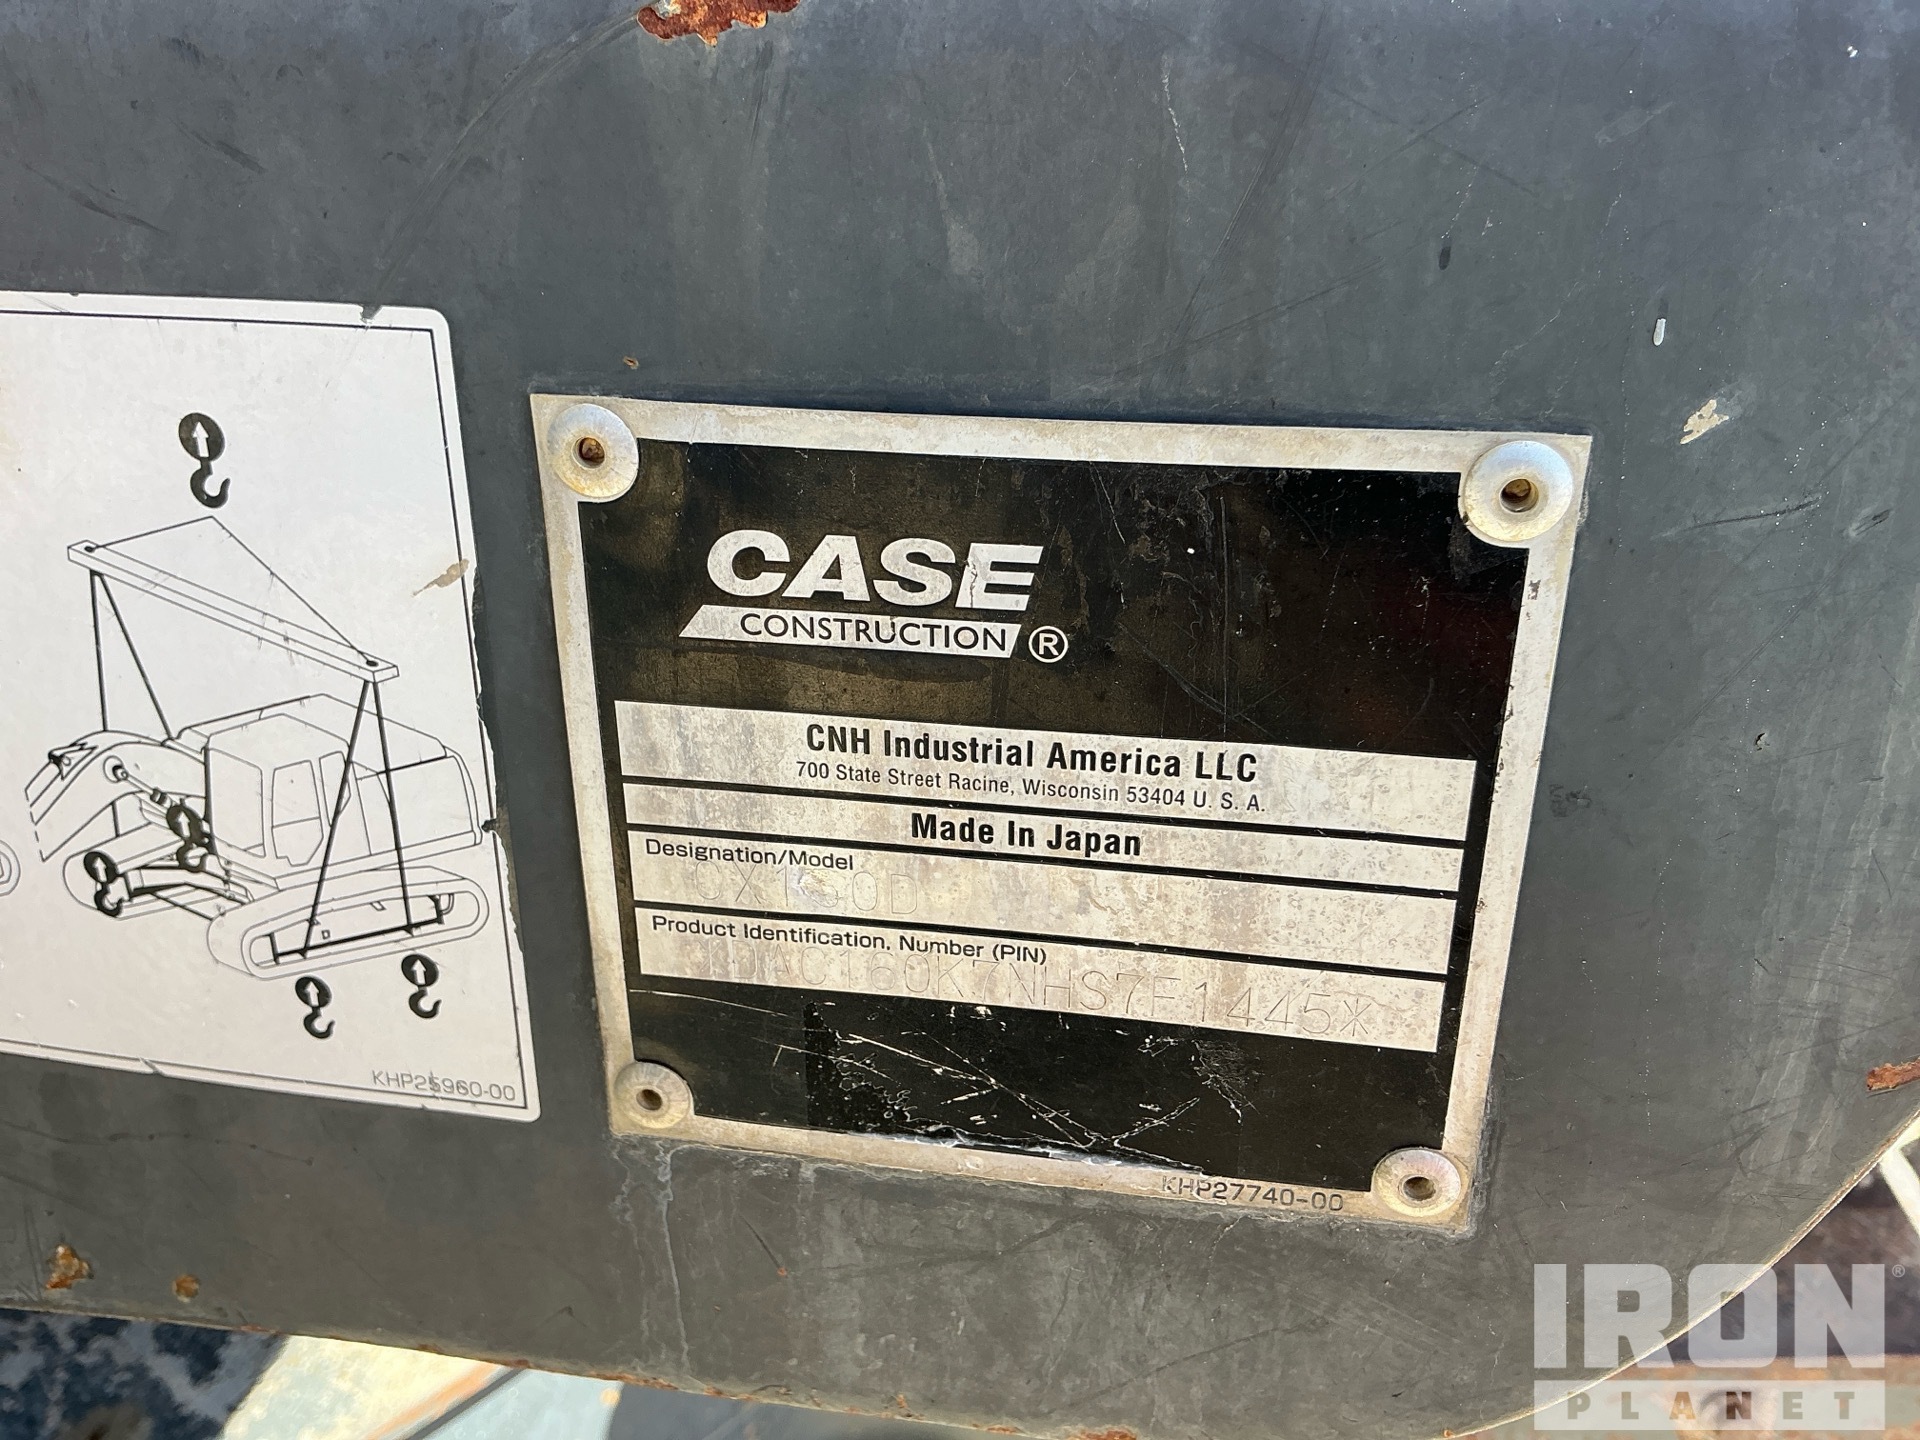 CASE
CONSTRUCTION ®
CNH Industrial America LLC
700 State Street Racine, Wisconsin 53404 U. S. A.
Made In Japan
Designation/Model
Product Identification. Number (PIN)
KHP27740-00
KHP25960-00
IRON®
PLANET